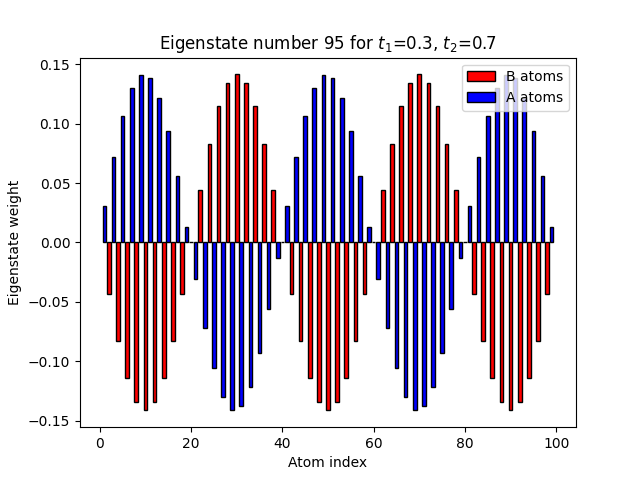 Eigenstate number 95 for t₁=0.3, t₂=0.7
B atoms
A atoms
Eigenstate weight
0.15
0.10
0.05
0.00
−0.05
−0.10
−0.15
0 20 40 60 80 100
Atom index